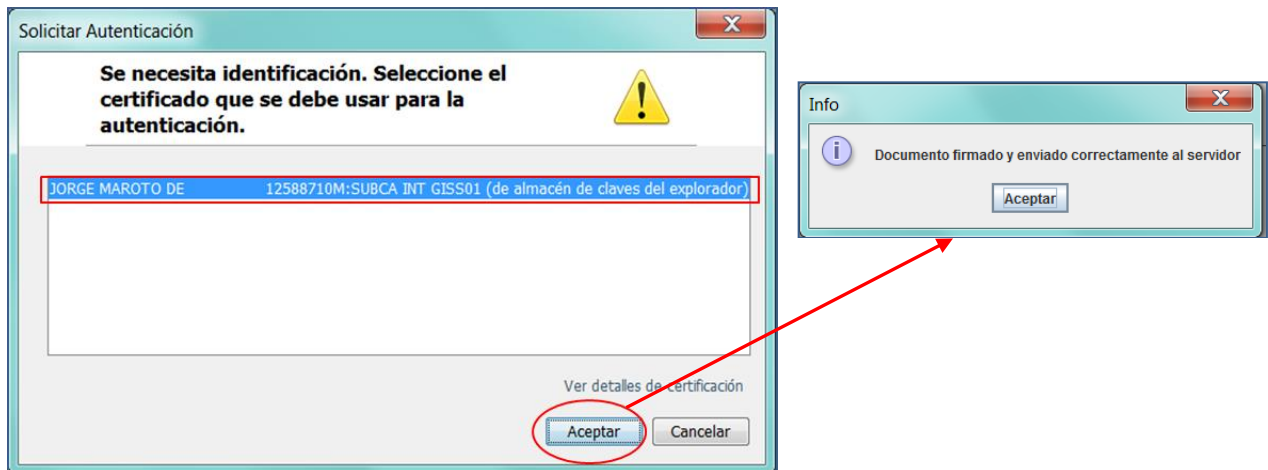 Solicitar Autenticación
Se necesita identificación. Seleccione el
certificado que se debe usar para la
autenticación.
JORGE MAROTO DE 12588710M:SUBCA INT GISS01 (de almacén de claves del explorador)
Ver detalles de certificación
Aceptar Cancelar
Info
Documento firmado y enviado correctamente al servidor
Aceptar